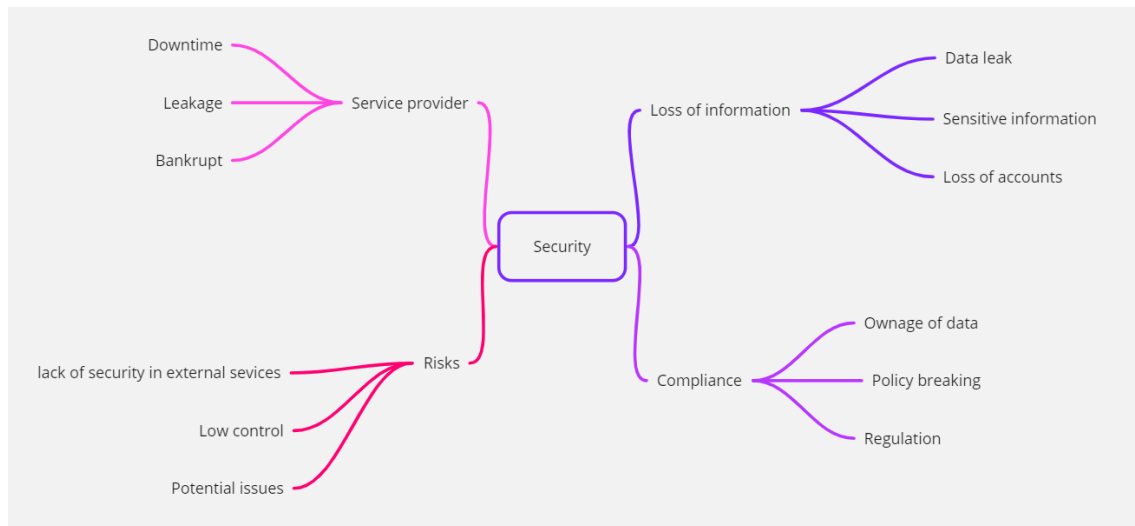 Downtime
Leakage
Bankrupt
Service provider
Loss of information
Data leak
Sensitive information
Loss of accounts
Security
Risks
lack of security in external sevices
Low control
Potential issues
Compliance
Ownage of data
Policy breaking
Regulation